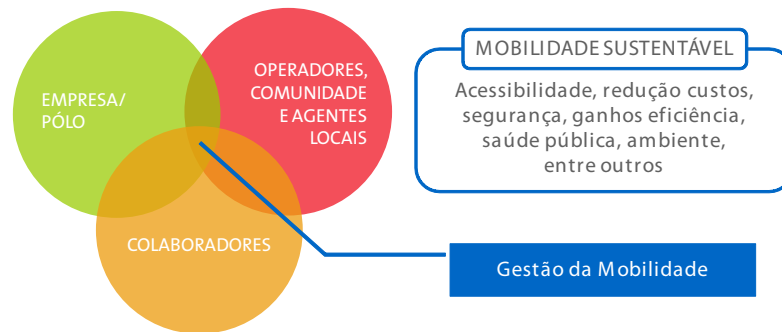 EMPRESA/
PÓLO
OPERADORES,
COMUNIDADE
E AGENTES
LOCAIS
COLABORADORES
MOBILIDADE SUSTENTÁVEL
Acessibilidade, redução custos,
segurança, ganhos eficiência,
saúde pública, ambiente,
entre outros
Gestão da Mobilidade